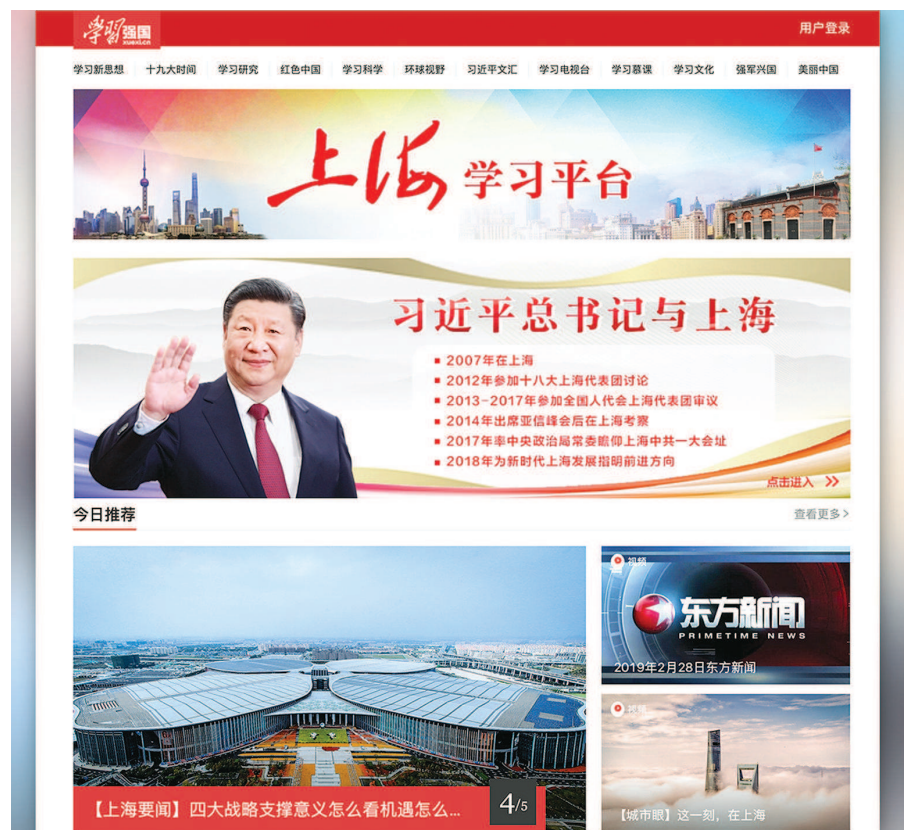 学习强国
xuexi.cn
用户登录
学习新思想 十九大时间 学习研究 红色中国 学习科学 环球视野 习近平文汇 学习电视台 学习慕课 学习文化 强军兴国 美丽中国
上海学习平台
习近平总书记与上海
2007年在上海
2012年参加十八大上海代表团讨论
2013-2017年参加全国人代会上海代表团审议
2014年出席亚信峰会后在上海考察
2017年率中央政治局常委瞻仰上海中共一大会址
2018年为新时代上海发展指明前进方向
点击进入
今日推荐
查看更多
视频
东方新闻
PRIMETIME NEWS
2019年2月28日东方新闻
【上海要闻】四大战略支撑意义怎么看机遇怎么...
4/5
视频
【城市眼】这一刻，在上海